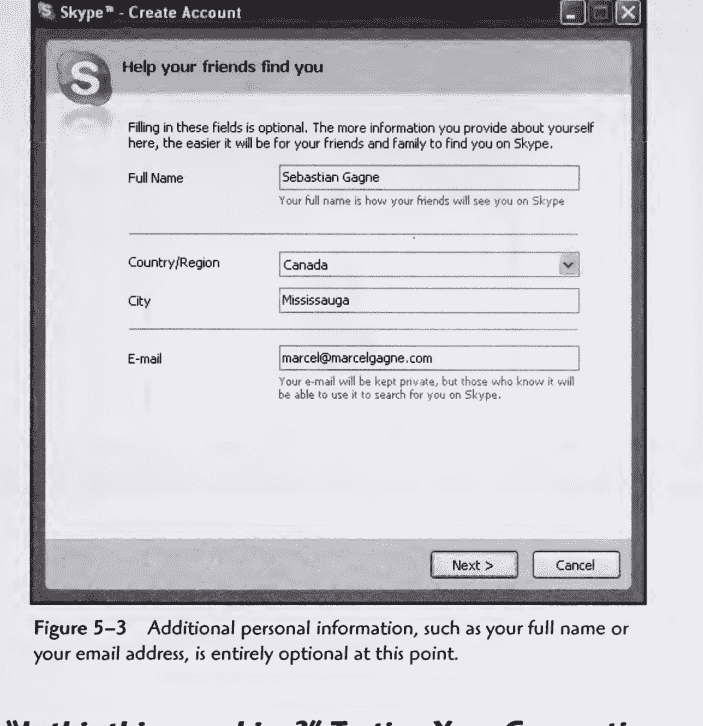 Skype™ - Create Account
S
Help your friends find you
Filling in these fields is optional. The more information you provide about yourself
here, the easier it will be for your friends and family to find you on Skype.
Full Name
Sebastian Gagne
Your full name is how your friends will see you on Skype
Country/Region
Canada
City
Mississauga
E-mail
marcel@marcelgagne.com
Your e-mail will be kept private, but those who know it will
be able to use it to search for you on Skype.
Next >
Cancel
Figure 5–3 Additional personal information, such as your full name or
your email address, is entirely optional at this point.